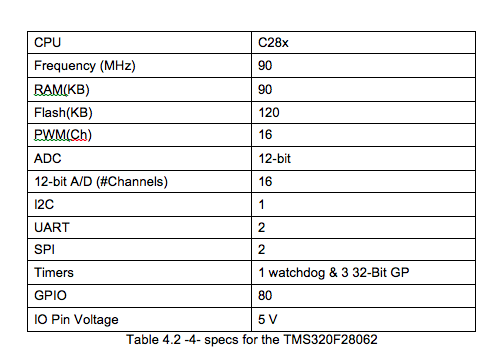 CPU C28x
Frequency (MHz) 90
RAM(KB) 90
Flash(KB) 120
PWM(Ch) 16
ADC 12-bit
12-bit A/D (#Channels) 16
I2C 1
UART 2
SPI 2
Timers 1 watchdog & 3 32-Bit GP
GPIO 80
IO Pin Voltage 5 V
Table 4.2 -4- specs for the TMS320F28062